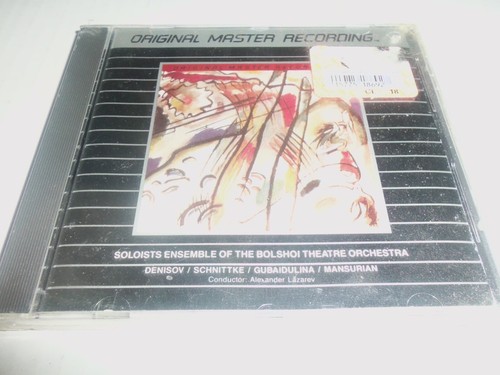 ORIGINAL MASTER RECORDING
SOLOISTS ENSEMBLE OF THE BOLSHOI THEATRE ORCHESTRA
DENISOV / SCHNITTKE / GUBAIDULINA / MANSURIAN
Conductor: Alexander Lazarev